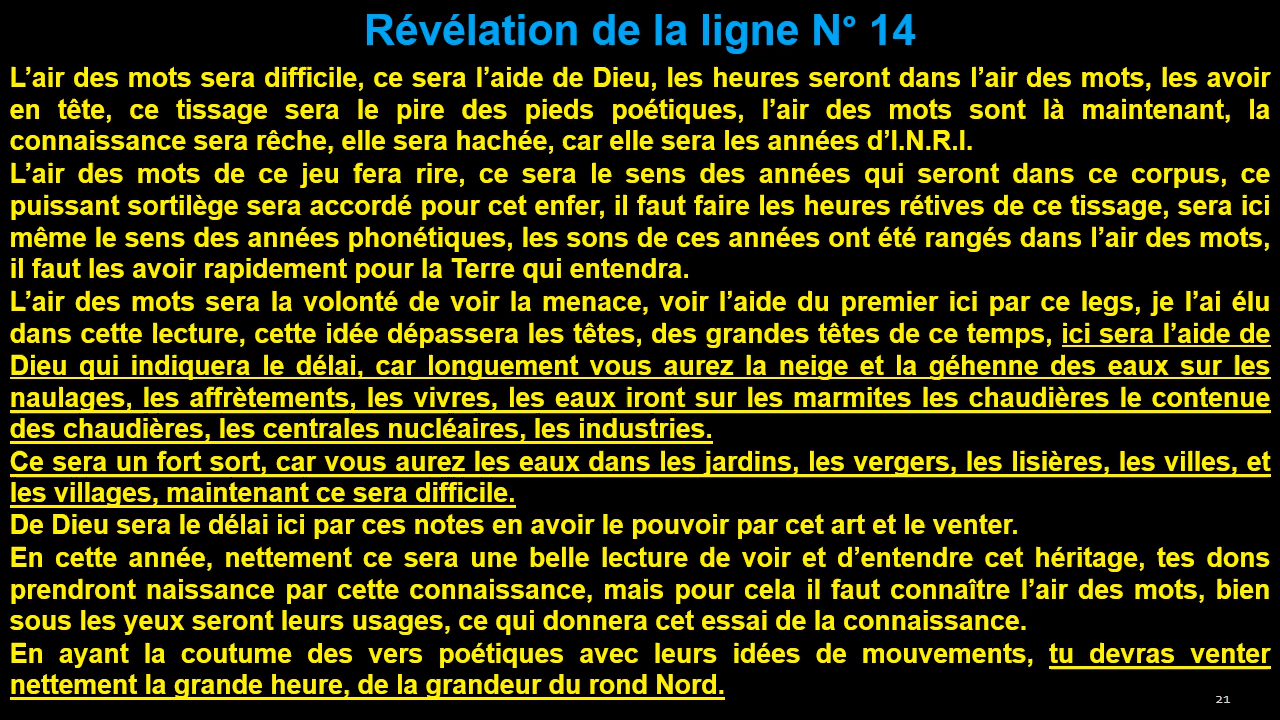 Révélation de la ligne N° 14
L’air des mots sera difficile, ce sera l’aide de Dieu, les heures seront dans l’air des mots, les avoir
en tête, ce tissage sera le pire des pieds poétiques, l’air des mots sont là maintenant, la
connaissance sera rêche, elle sera hachée, car elle sera les années d’I.N.R.I.
L’air des mots de ce jeu fera rire, ce sera le sens des années qui seront dans ce corpus, ce
puissant sortilège sera accordé pour cet enfer, il faut faire les heures rétives de ce tissage, sera ici
même le sens des années phonétiques, les sons de ces années ont été rangés dans l’air des mots,
il faut les avoir rapidement pour la Terre qui entendra.
L’air des mots sera la volonté de voir la menace, voir l’aide du premier ici par ce legs, je l’ai élu
dans cette lecture, cette idée dépassera les têtes, des grandes têtes de ce temps, ici sera l’aide de
Dieu qui indiquera le délai, car longuement vous aurez la neige et la géhenne des eaux sur les
naulages, les affrètements, les vivres, les eaux iront sur les marmites les chaudières le contenue
des chaudières, les centrales nucléaires, les industries.
Ce sera un fort sort, car vous aurez les eaux dans les jardins, les vergers, les lisières, les villes, et
les villages, maintenant ce sera difficile.
De Dieu sera le délai ici par ces notes en avoir le pouvoir par cet art et le venter.
En cette année, nettement ce sera une belle lecture de voir et d’entendre cet héritage, tes dons
prendront naissance par cette connaissance, mais pour cela il faut connaître l’air des mots, bien
sous les yeux seront leurs usages, ce qui donnera cet essai de la connaissance.
En ayant la coutume des vers poétiques avec leurs idées de mouvements, tu devras venter
nettement la grande heure, de la grandeur du rond Nord.
21